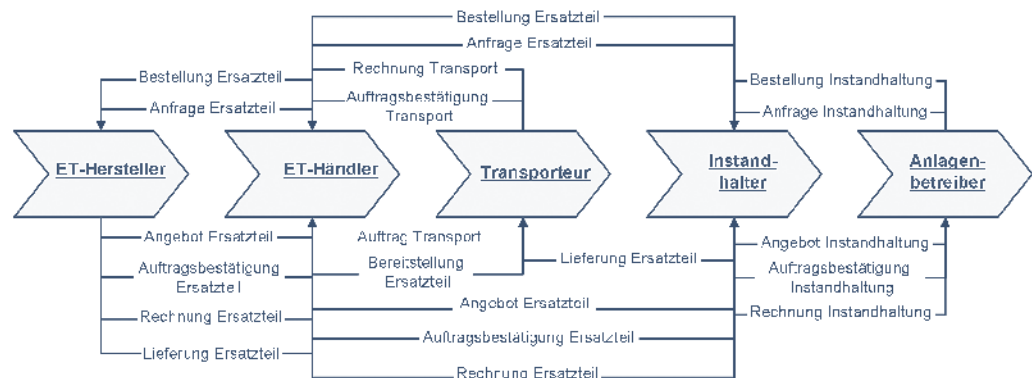 Bestellung Ersatzteil
Anfrage Ersatzteil
Bestellung Ersatzteil
Rechnung Transport
Bestellung Instandhaltung
Anfrage Ersatzteil
Auftragsbestätigung
Transport
Anfrage Instandhaltung
ET-Hersteller
ET-Händler
Transporteur
Instand-
halter
Anlagen-
betreiber
Angebot Ersatzteil
Auftrag Transport
Angebot Instandhaltung
Auftragsbestätigung
Ersatzteil
Bereitstellung
Ersatzteil
Lieferung Ersatzteil
Auftragsbestätigung
Instandhaltung
Rechnung Ersatzteil
Angebot Ersatzteil
Rechnung Instandhaltung
Lieferung Ersatzteil
Auftragsbestätigung Ersatzteil
Rechnung Ersatzteil